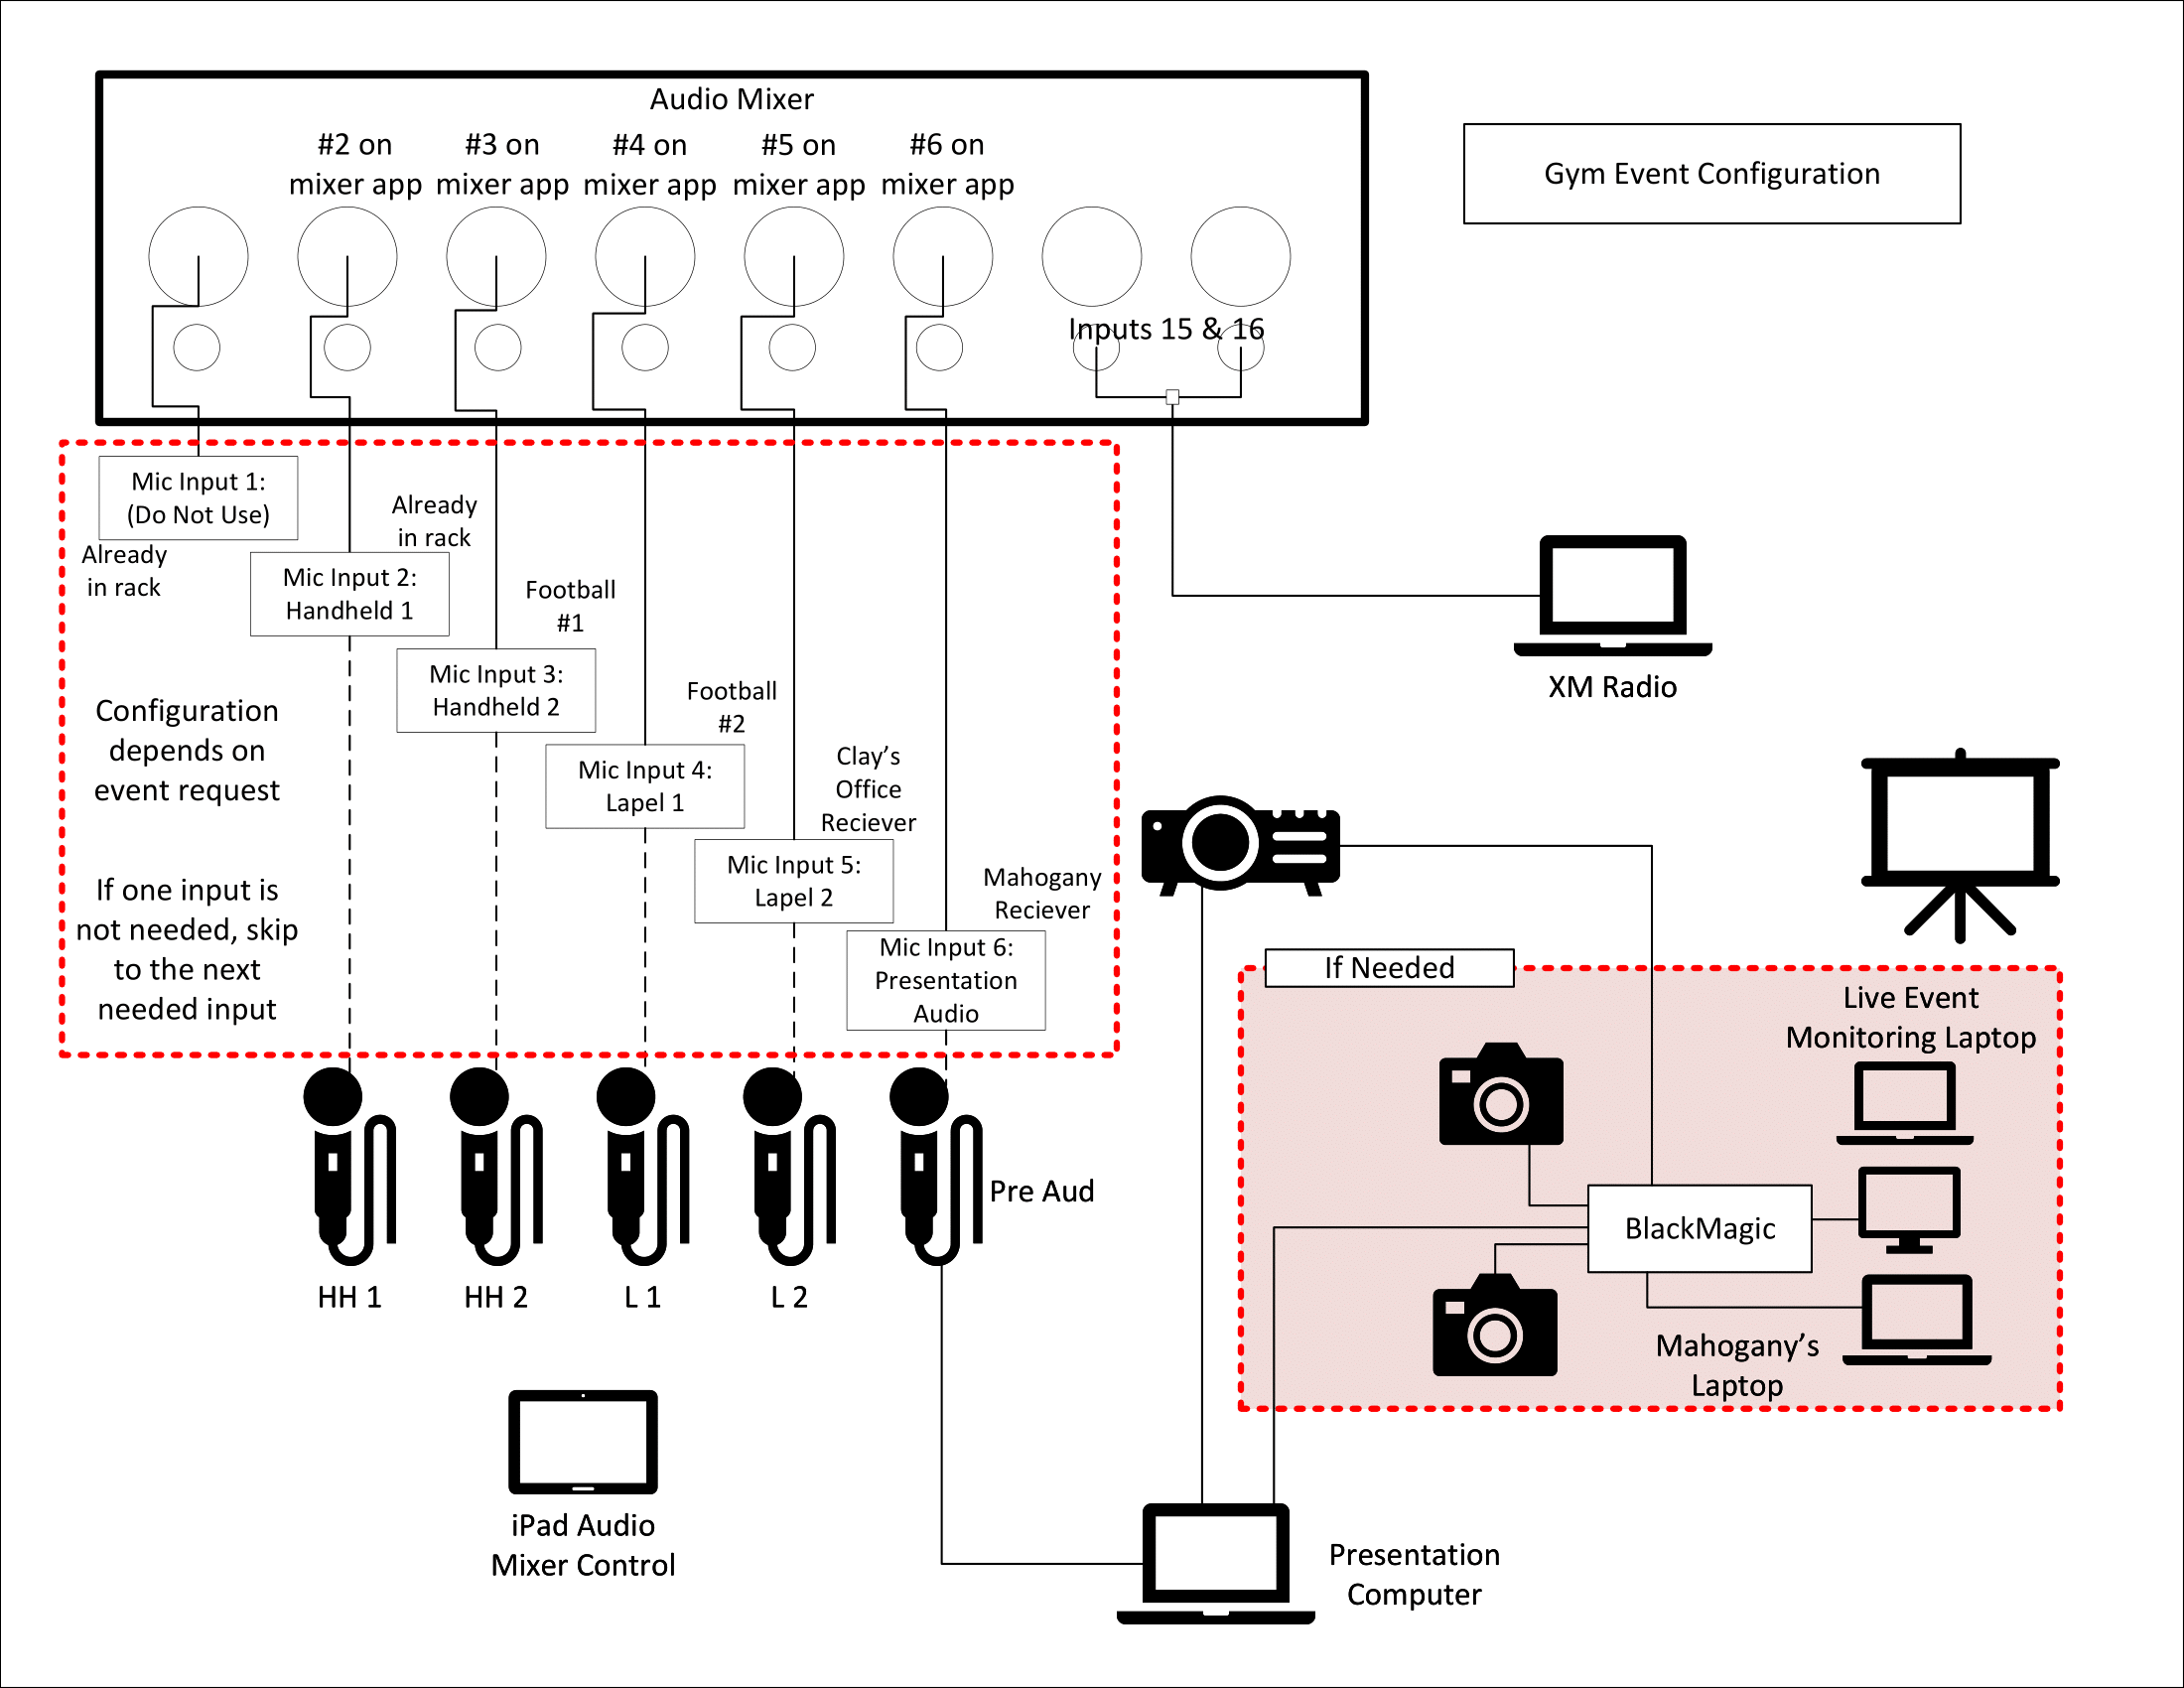 Audio Mixer
#2 on
mixer app
#3 on
mixer app
#4 on
mixer app
#5 on
mixer app
#6 on
mixer app
Inputs 15 & 16
Gym Event Configuration
Mic Input 1:
(Do Not Use)
Already
in rack
Mic Input 2:
Handheld 1
Already
in rack
Mic Input 3:
Handheld 2
Football
#1
Mic Input 4:
Lapel 1
Football
#2
Mic Input 5:
Lapel 2
Clay’s
Office
Reciever
Mic Input 6:
Presentation
Audio
Mahogany
Reciever
Configuration
depends on
event request
If one input is
not needed, skip
to the next
needed input
XM Radio
If Needed
Live Event
Monitoring Laptop
BlackMagic
Mahogany’s
Laptop
Pre Aud
HH 1
HH 2
L 1
L 2
iPad Audio
Mixer Control
Presentation
Computer